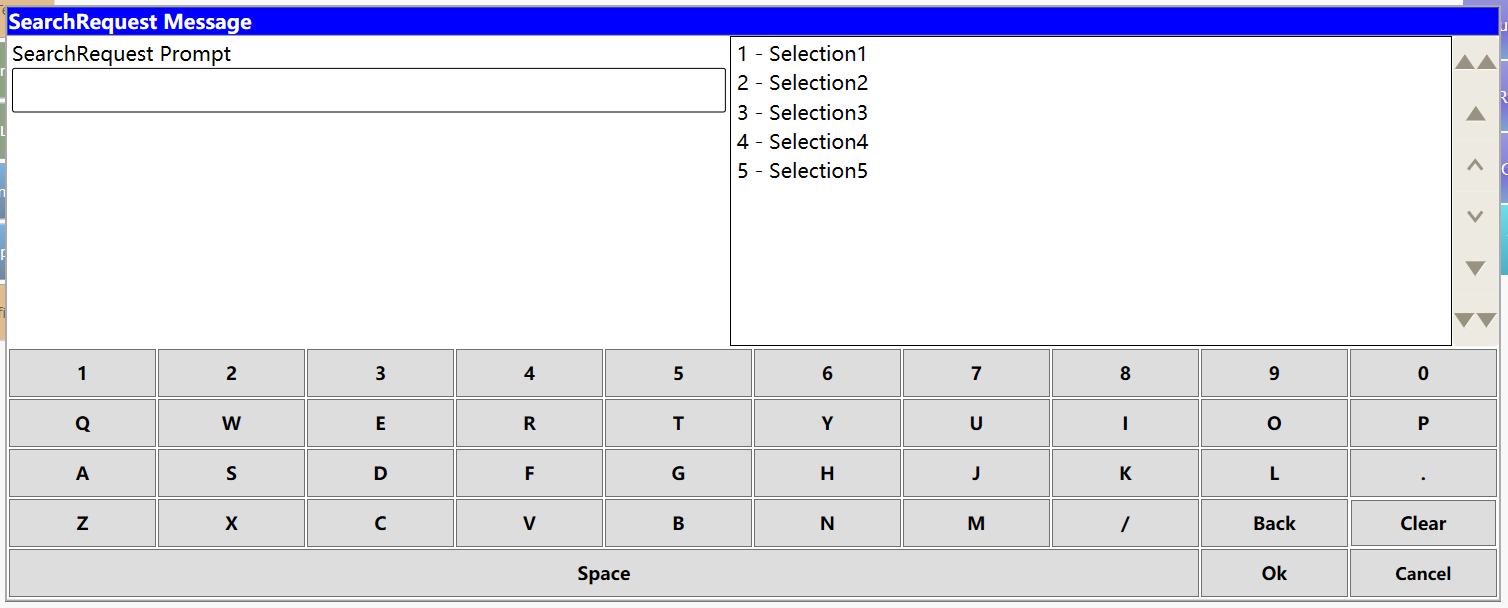 SearchRequest Message
SearchRequest Prompt
1 - Selection1
2 - Selection2
3 - Selection3
4 - Selection4
5 - Selection5
1 2 3 4 5 6 7 8 9 0
Q W E R T Y U I O P
A S D F G H J K L .
Z X C V B N M / Back Clear
Space Ok Cancel